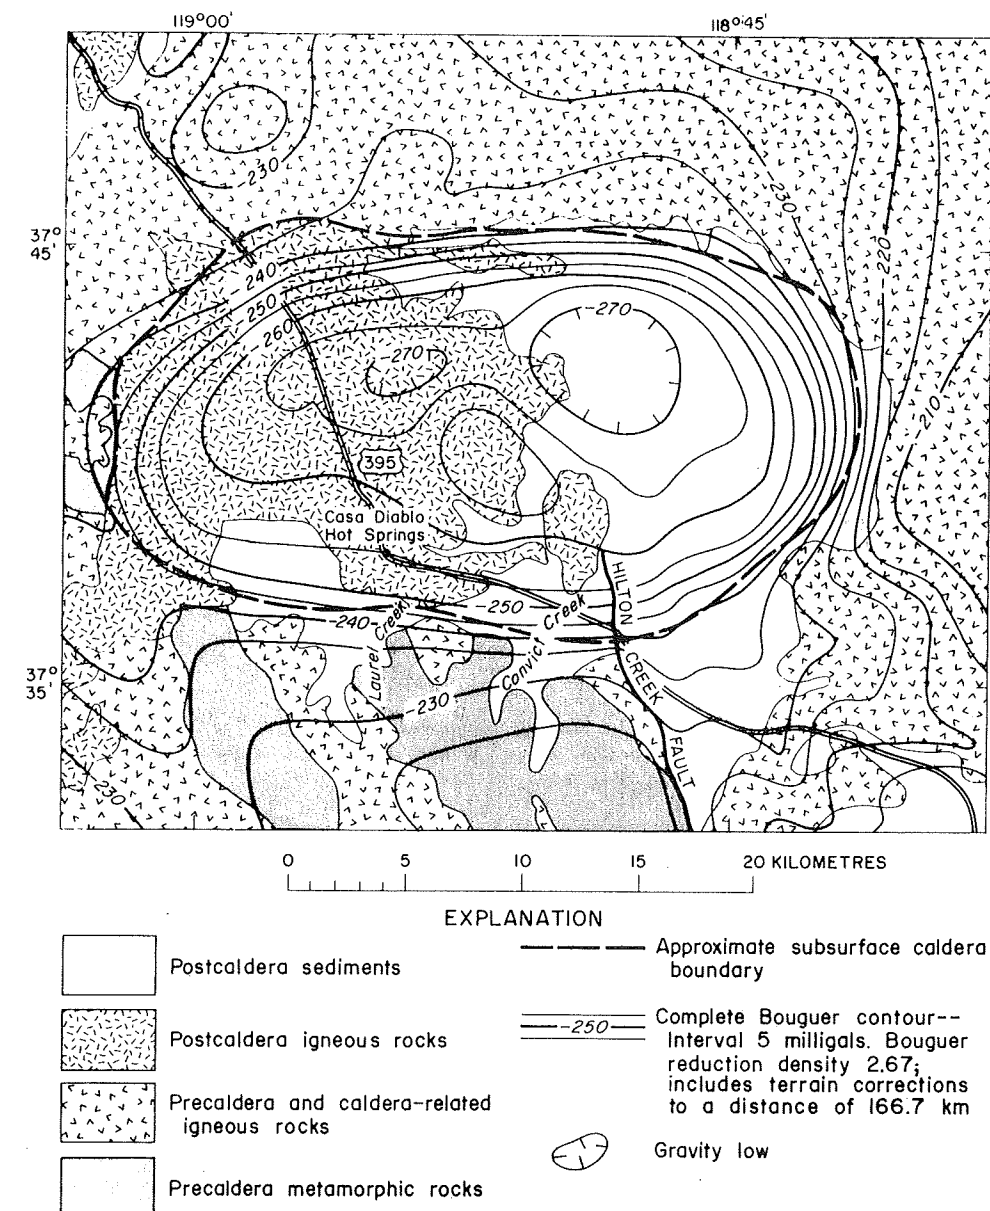 119°00'
118°45'
37°
45'
230
230
220
240
250
260
-270
-270
210
395
Casa Diablo
Hot Springs
-250
-240
Laurel Creek
Convict Creek
HILTON
CREEK
FAULT
37°
35'
-230
230
0 5 10 15 20 KILOMETRES
EXPLANATION
Postcaldera sediments
Postcaldera igneous rocks
Precaldera and caldera-related
igneous rocks
Precaldera metamorphic rocks
Approximate subsurface caldera
boundary
-250
Complete Bouguer contour--
Interval 5 milligals. Bouguer
reduction density 2.67;
includes terrain corrections
to a distance of 166.7 km
Gravity low